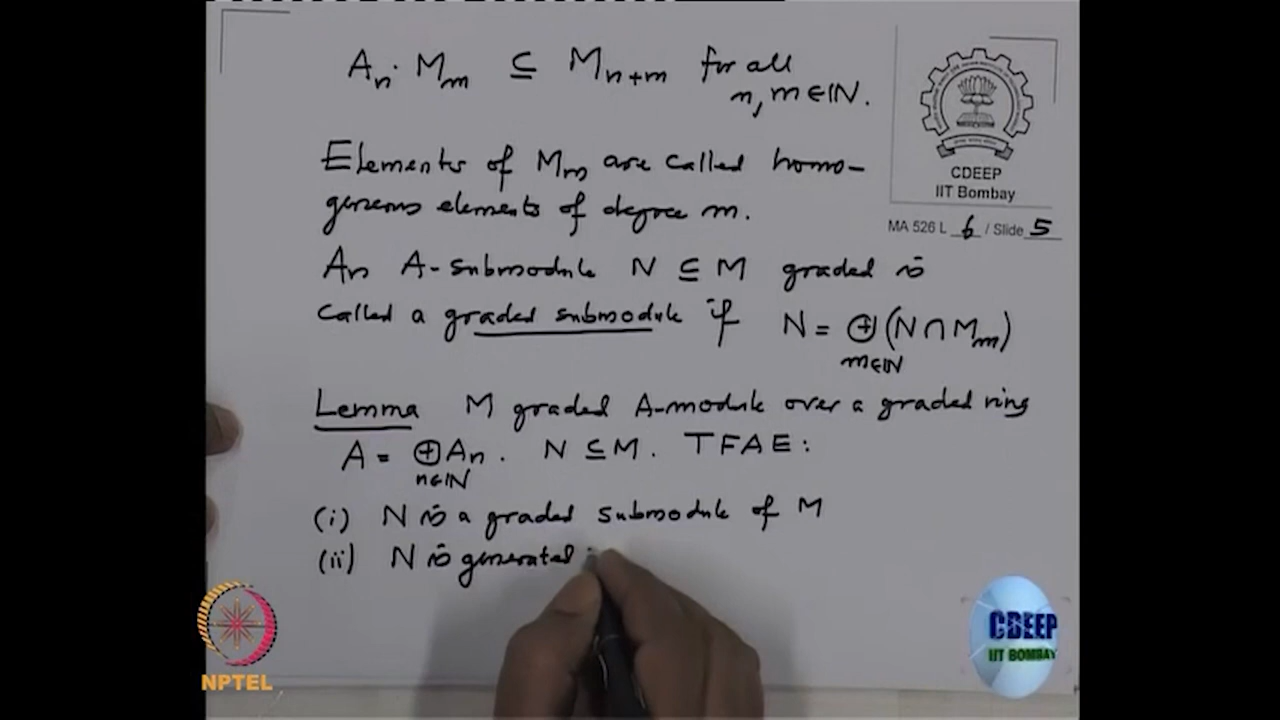 Aₙ · Mₘ ⊆ Mₙ₊ₘ for all
n, m ∈ ℕ.
Elements of Mₘ are called homo-
geneous elements of degree m.
An A-submodule N ⊆ M graded is
called a graded submodule if N = ⊕ (N ∩ Mₘ)
m∈ℕ
Lemma M graded A-module over a graded ring
A = ⊕ Aₙ. N ⊆ M. TFAE:
n∈ℕ
(i) N is a graded submodule of M
(ii) N is generated
CDEEP
IIT Bombay
MA 526 L 6 / Slide 5
NPTEL
CDEEP
IIT BOMBAY